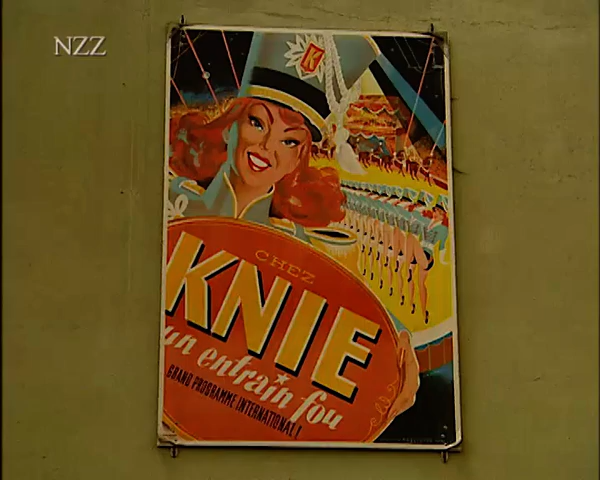 NZZ
K
CHEZ
KNIE
un entrain fou
GRAND PROGRAMME INTERNATIONAL!